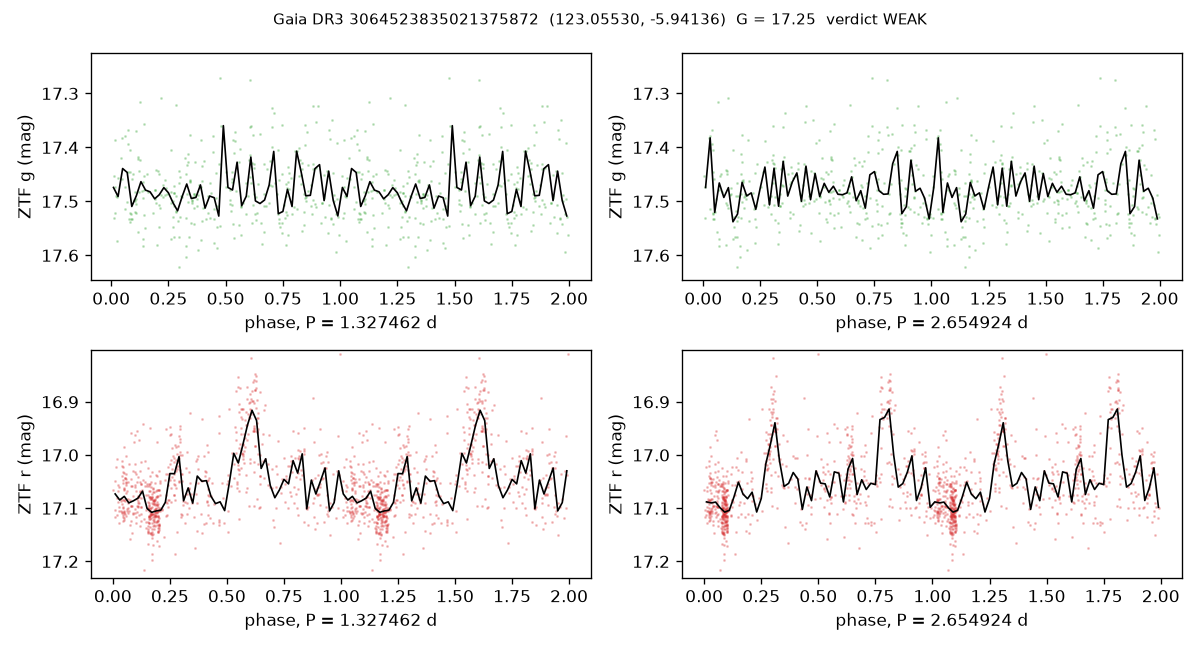 Gaia DR3 3064523835021375872  (123.05530, -5.94136)  G = 17.25  verdict WEAK
ZTF g (mag)
17.3
17.4
17.5
17.6
0.00 0.25 0.50 0.75 1.00 1.25 1.50 1.75 2.00
phase, P = 1.327462 d
ZTF g (mag)
17.3
17.4
17.5
17.6
0.00 0.25 0.50 0.75 1.00 1.25 1.50 1.75 2.00
phase, P = 2.654924 d
ZTF r (mag)
16.9
17.0
17.1
17.2
0.00 0.25 0.50 0.75 1.00 1.25 1.50 1.75 2.00
phase, P = 1.327462 d
ZTF r (mag)
16.9
17.0
17.1
17.2
0.00 0.25 0.50 0.75 1.00 1.25 1.50 1.75 2.00
phase, P = 2.654924 d